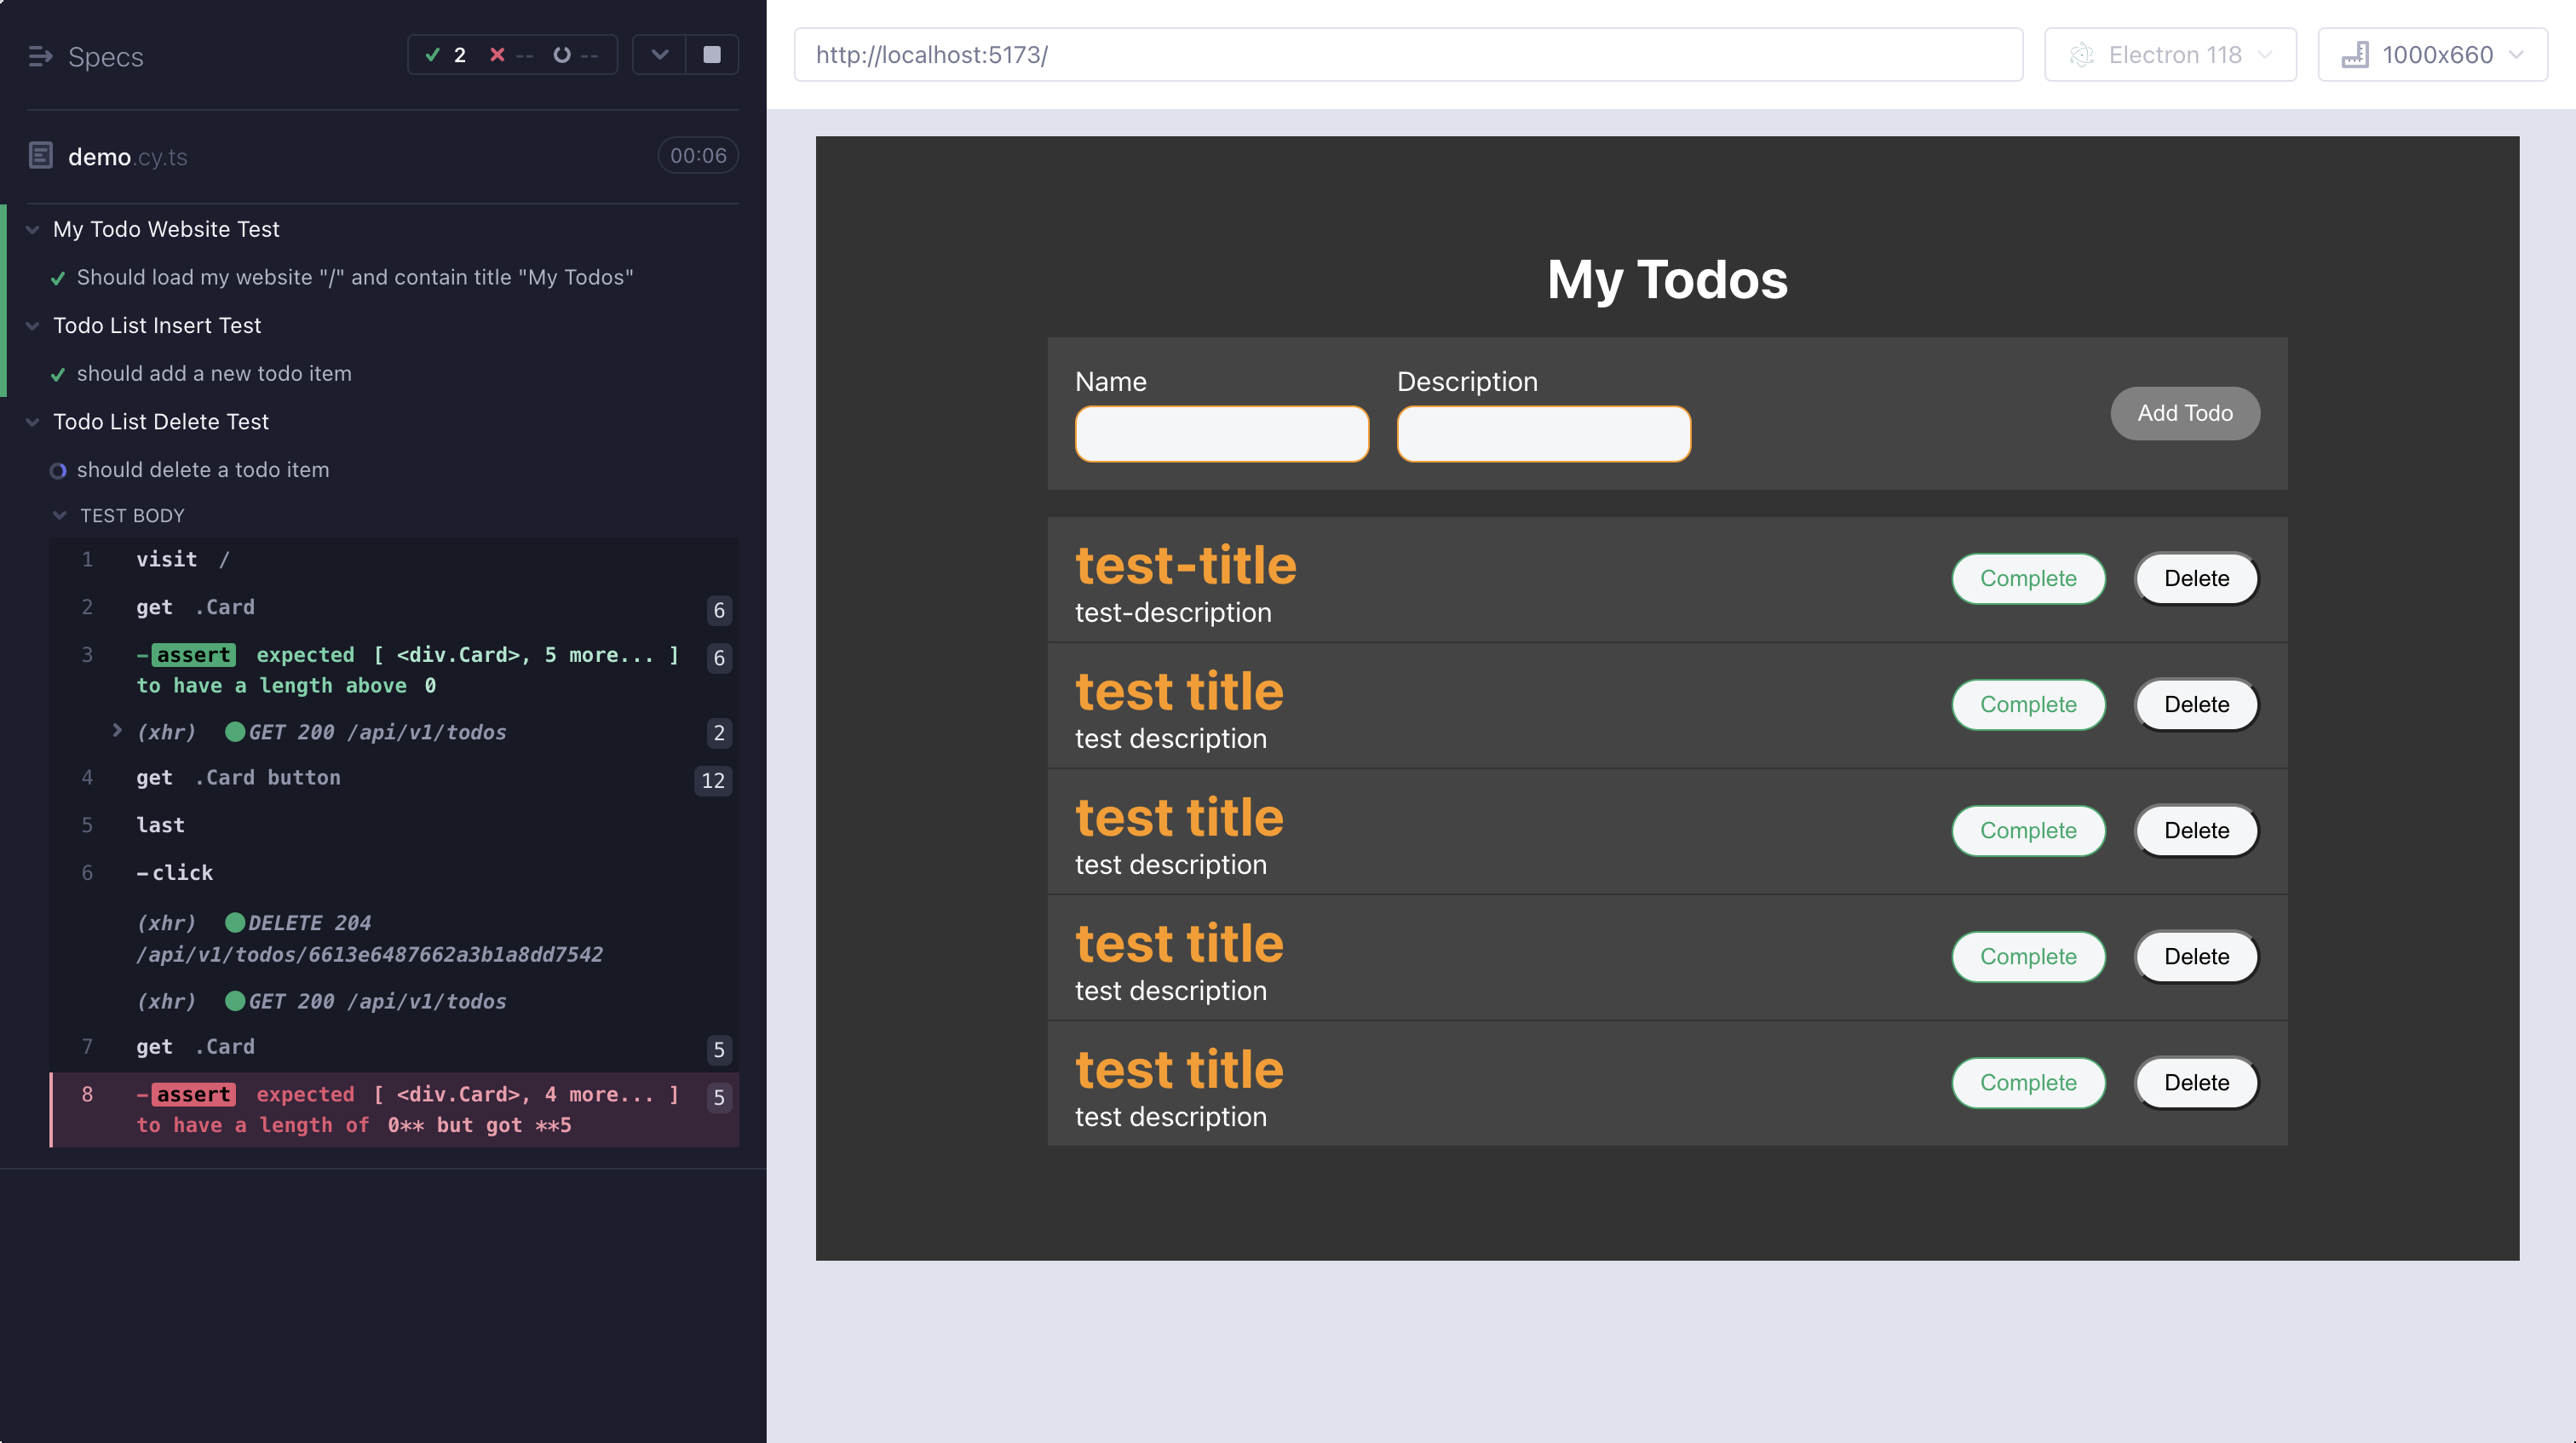 Specs
2
--
--
demo.cy.ts
00:06
My Todo Website Test
Should load my website "/" and contain title "My Todos"
Todo List Insert Test
should add a new todo item
Todo List Delete Test
should delete a todo item
TEST BODY
1 visit /
2 get .Card 6
3 -assert expected [ <div.Card>, 5 more... ] 6
to have a length above 0
(xhr) GET 200 /api/v1/todos 2
4 get .Card button 12
5 last
6 -click
(xhr) DELETE 204
/api/v1/todos/6613e6487662a3b1a8dd7542
(xhr) GET 200 /api/v1/todos
7 get .Card 5
8 -assert expected [ <div.Card>, 4 more... ] 5
to have a length of 0** but got **5
http://localhost:5173/
Electron 118
1000x660
My Todos
Name
Description
Add Todo
test-title
test-description
Complete
Delete
test title
test description
Complete
Delete
test title
test description
Complete
Delete
test title
test description
Complete
Delete
test title
test description
Complete
Delete